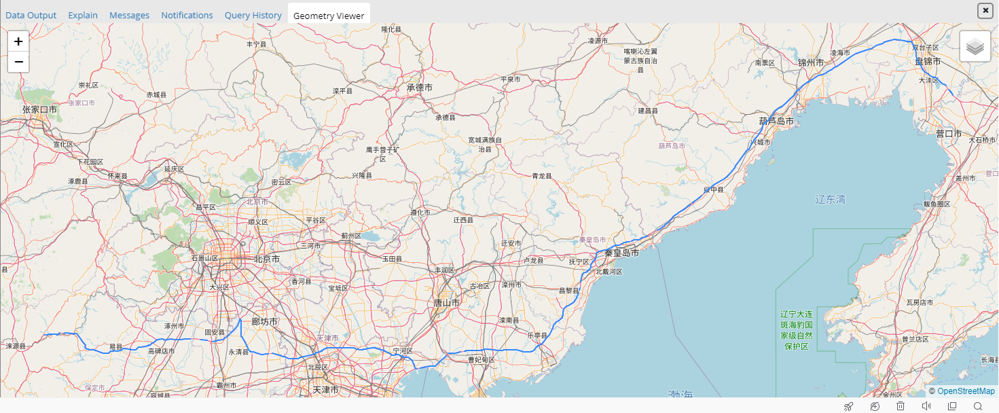 Data Output Explain Messages Notifications Query History Geometry Viewer
+
−
隆化县
丰宁县
凌源市
喀喇沁左翼
蒙古族自治
县
双台子区
凌海市
盘锦市
南票区
锦州市
大洼区
平泉市
崇礼区
承德市
滦平县
赤城县
张家口市
张家口市
建昌县
承德县
葫芦岛市
营口市
大石桥市
宽城满族自
治县
兴城市
葫芦岛市
宣化区
鹰手营子矿
区
下花园区
延庆区
怀来县
兴隆县
青龙县
涿鹿县
密云区
盖州市
营口
绥中县
辽东湾
鲅鱼圈区
北京市
昌平区
遵化市
顺义区
平谷区
迁西县
蓟州区
秦皇岛市
迁安市
三河市
秦皇岛市
石景山区
北京市
玉田县
卢龙县
抚宁区
县
丰润区
北戴河区
香河县
大兴区
宝坻区
古冶区
滦州市
昌黎县
唐山市
瓦房店市
辽宁大连
斑海豹国
家级自然
保护区
廊坊市
滦南县
涿州市
固安县
天津市
乐亭县
普兰店区
涞源县
易县
高碑店市
永清县
宁河区
曹妃甸区
长海县
北辰区
霸州市
保定市
天津市
容城县
渤海
金州区
© OpenStreetMap